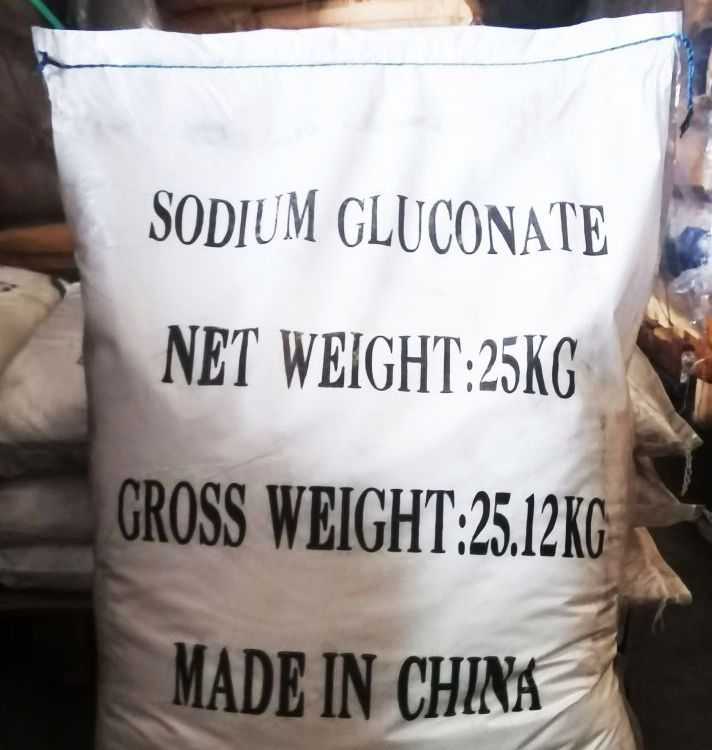 SODIUM GLUCONATE
NET WEIGHT:25KG
GROSS WEIGHT:25.12KG
MADE IN CHINA